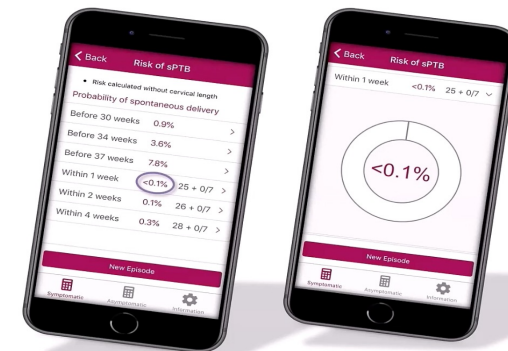 Back Risk of sPTB
Risk calculated without cervical length
Probability of spontaneous delivery
Before 30 weeks 0.9%
Before 34 weeks 3.6%
Before 37 weeks 7.8%
Within 1 week <0.1% 25 + 0/7
Within 2 weeks 0.1% 26 + 0/7
Within 4 weeks 0.3% 28 + 0/7
New Episode
Symptomatic Asymptomatic Information
Back Risk of sPTB
Within 1 week <0.1% 25 + 0/7
<0.1%
New Episode
Symptomatic Asymptomatic Information